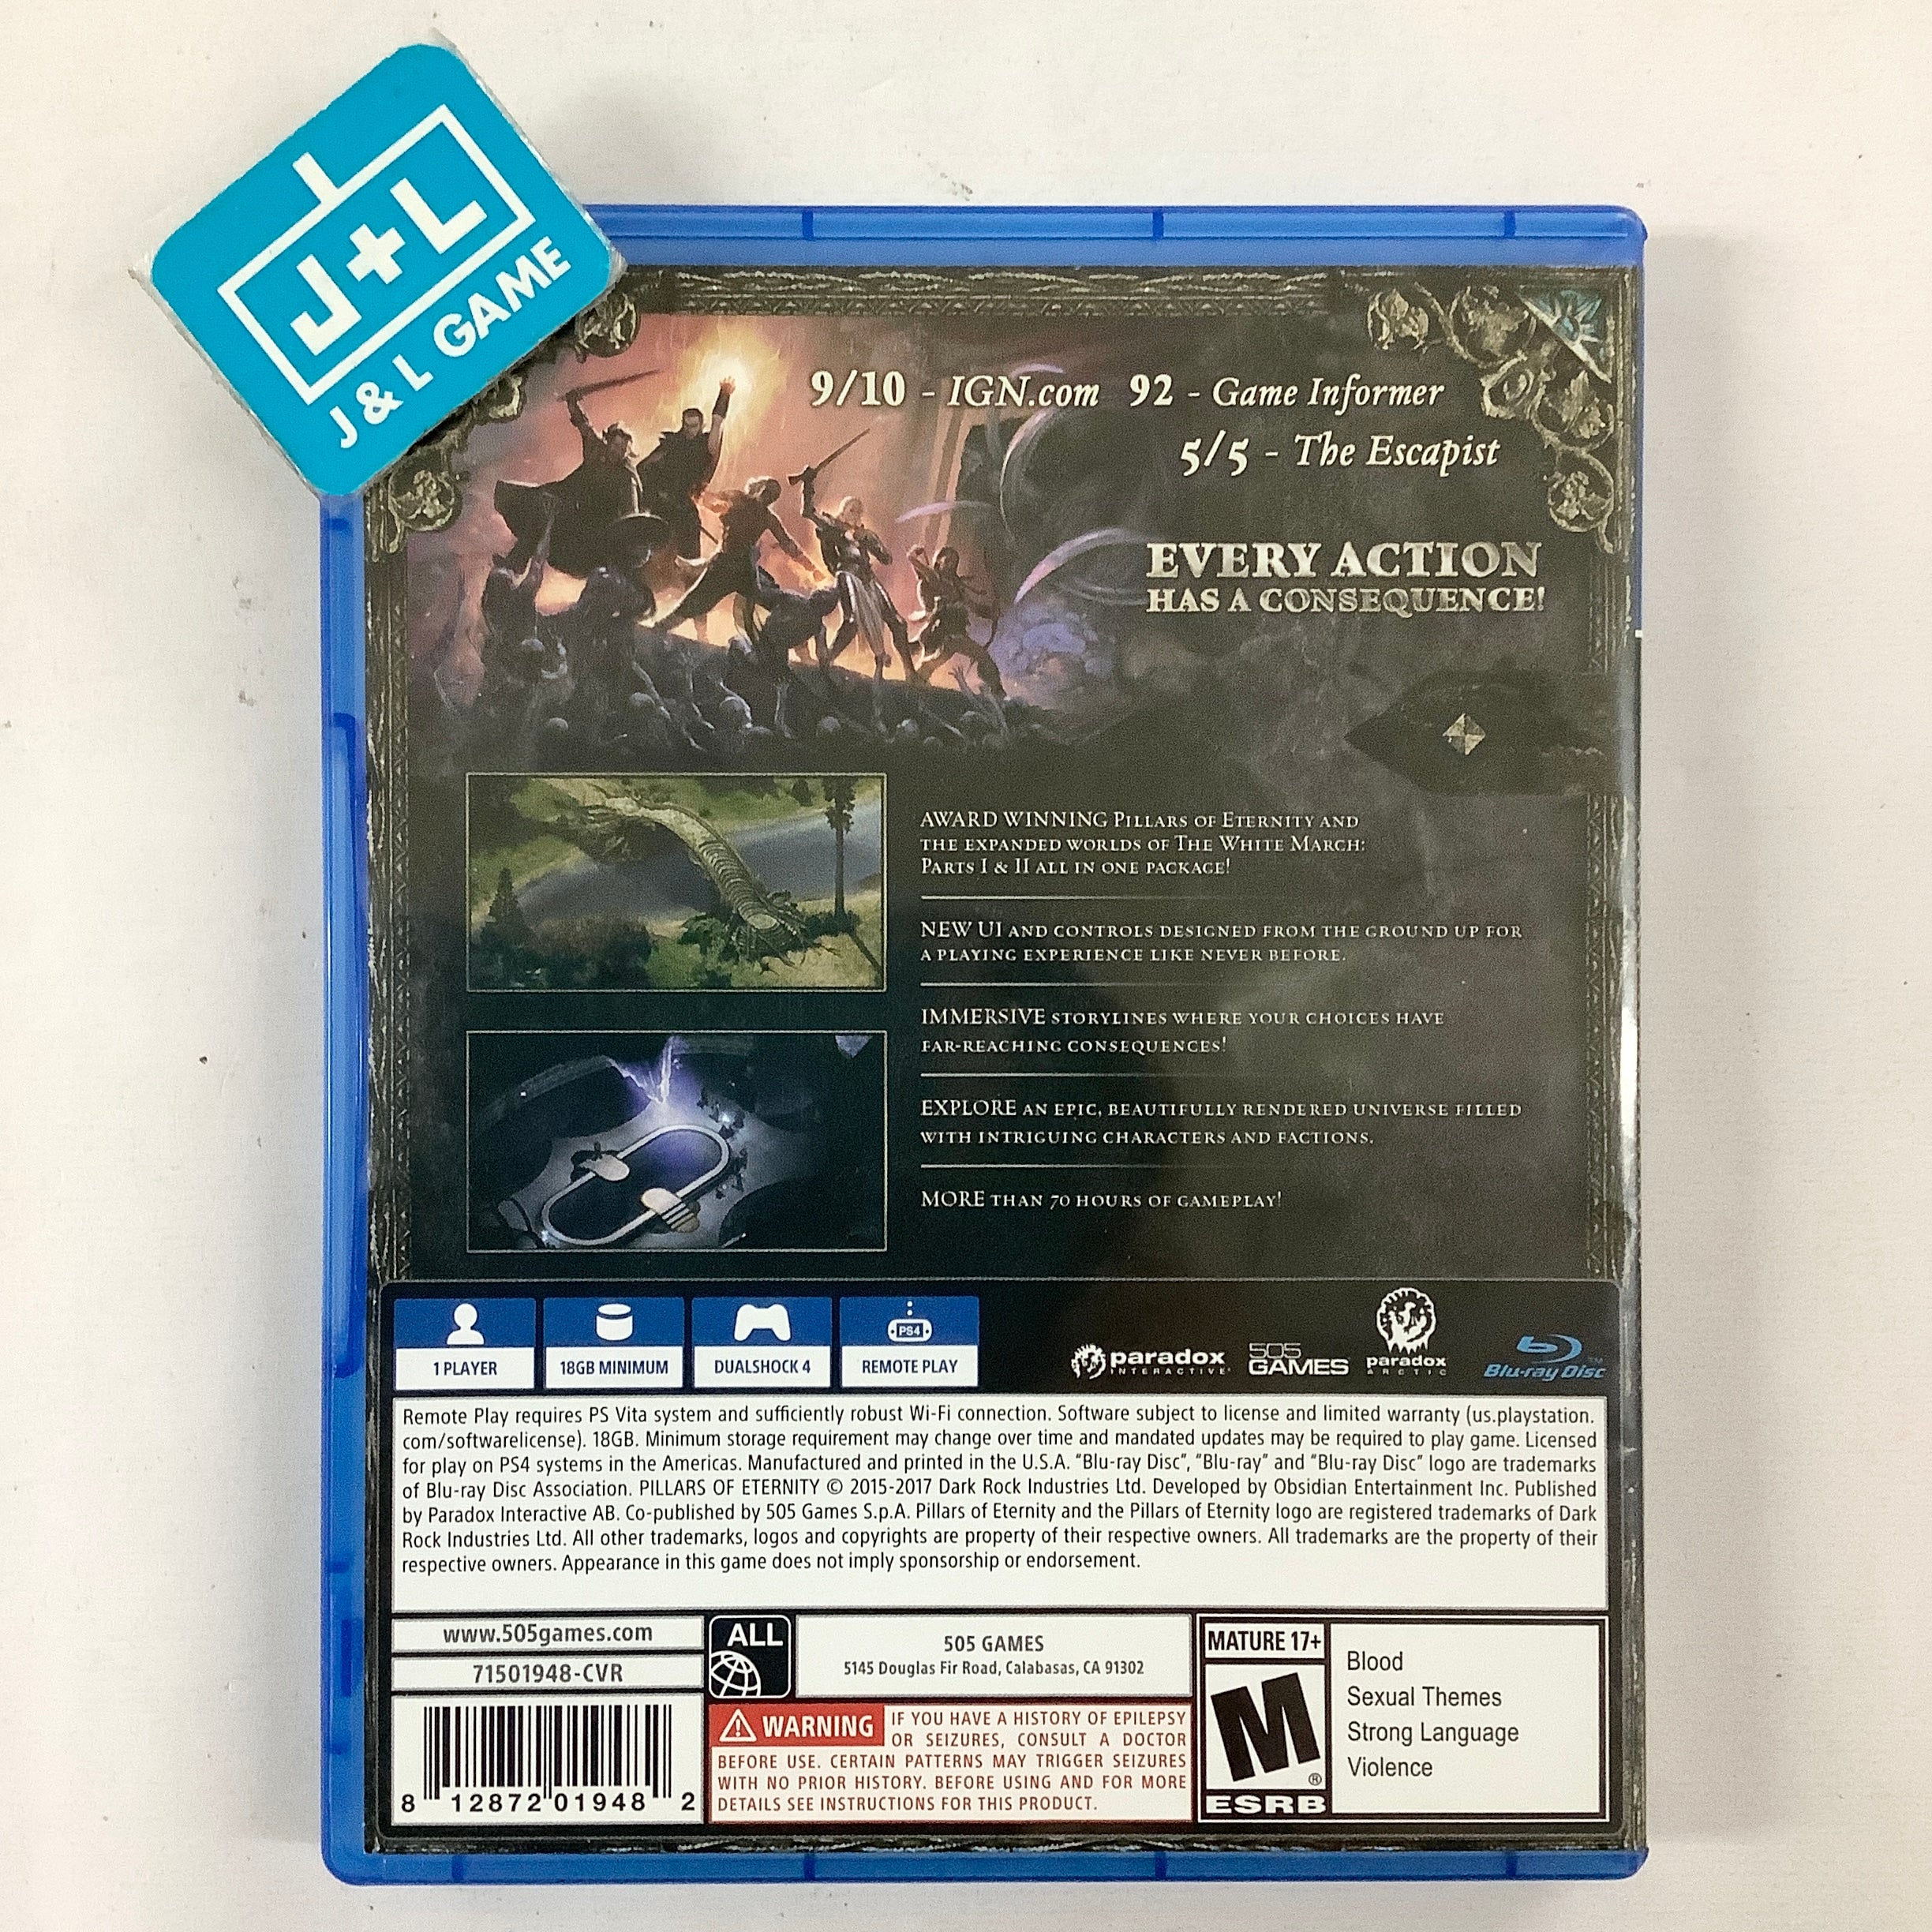 J+L
J & L GAME
9/10 - IGN.com 92 - Game Informer
5/5 - The Escapist
EVERY ACTION
HAS A CONSEQUENCE!
AWARD WINNING PILLARS OF ETERNITY AND
THE EXPANDED WORLDS OF THE WHITE MARCH:
PARTS I & II ALL IN ONE PACKAGE!
NEW UI AND CONTROLS DESIGNED FROM THE GROUND UP FOR
A PLAYING EXPERIENCE LIKE NEVER BEFORE.
IMMERSIVE STORYLINES WHERE YOUR CHOICES HAVE
FAR-REACHING CONSEQUENCES!
EXPLORE AN EPIC, BEAUTIFULLY RENDERED UNIVERSE FILLED
WITH INTRIGUING CHARACTERS AND FACTIONS.
MORE THAN 70 HOURS OF GAMEPLAY!
PS4
1 PLAYER
18GB MINIMUM
DUALSHOCK 4
REMOTE PLAY
paradox
INTERACTIVE
505
GAMES
paradox
ARCTIC
Blu-ray Disc
Remote Play requires PS Vita system and sufficiently robust Wi-Fi connection. Software subject to license and limited warranty (us.playstation.
com/softwarelicense). 18GB. Minimum storage requirement may change over time and mandated updates may be required to play game. Licensed
for play on PS4 systems in the Americas. Manufactured and printed in the U.S.A. "Blu-ray Disc", "Blu-ray" and "Blu-ray Disc" logo are trademarks
of Blu-ray Disc Association. PILLARS OF ETERNITY © 2015-2017 Dark Rock Industries Ltd. Developed by Obsidian Entertainment Inc. Published
by Paradox Interactive AB. Co-published by 505 Games S.p.A. Pillars of Eternity and the Pillars of Eternity logo are registered trademarks of Dark
Rock Industries Ltd. All other trademarks, logos and copyrights are property of their respective owners. All trademarks are the property of their
respective owners. Appearance in this game does not imply sponsorship or endorsement.
www.505games.com
71501948-CVR
8 12872 01948 2
ALL
505 GAMES
5145 Douglas Fir Road, Calabasas, CA 91302
WARNING IF YOU HAVE A HISTORY OF EPILEPSY
OR SEIZURES, CONSULT A DOCTOR
BEFORE USE. CERTAIN PATTERNS MAY TRIGGER SEIZURES
WITH NO PRIOR HISTORY. BEFORE USING AND FOR MORE
DETAILS SEE INSTRUCTIONS FOR THIS PRODUCT.
MATURE 17+
M
®
ESRB
Blood
Sexual Themes
Strong Language
Violence